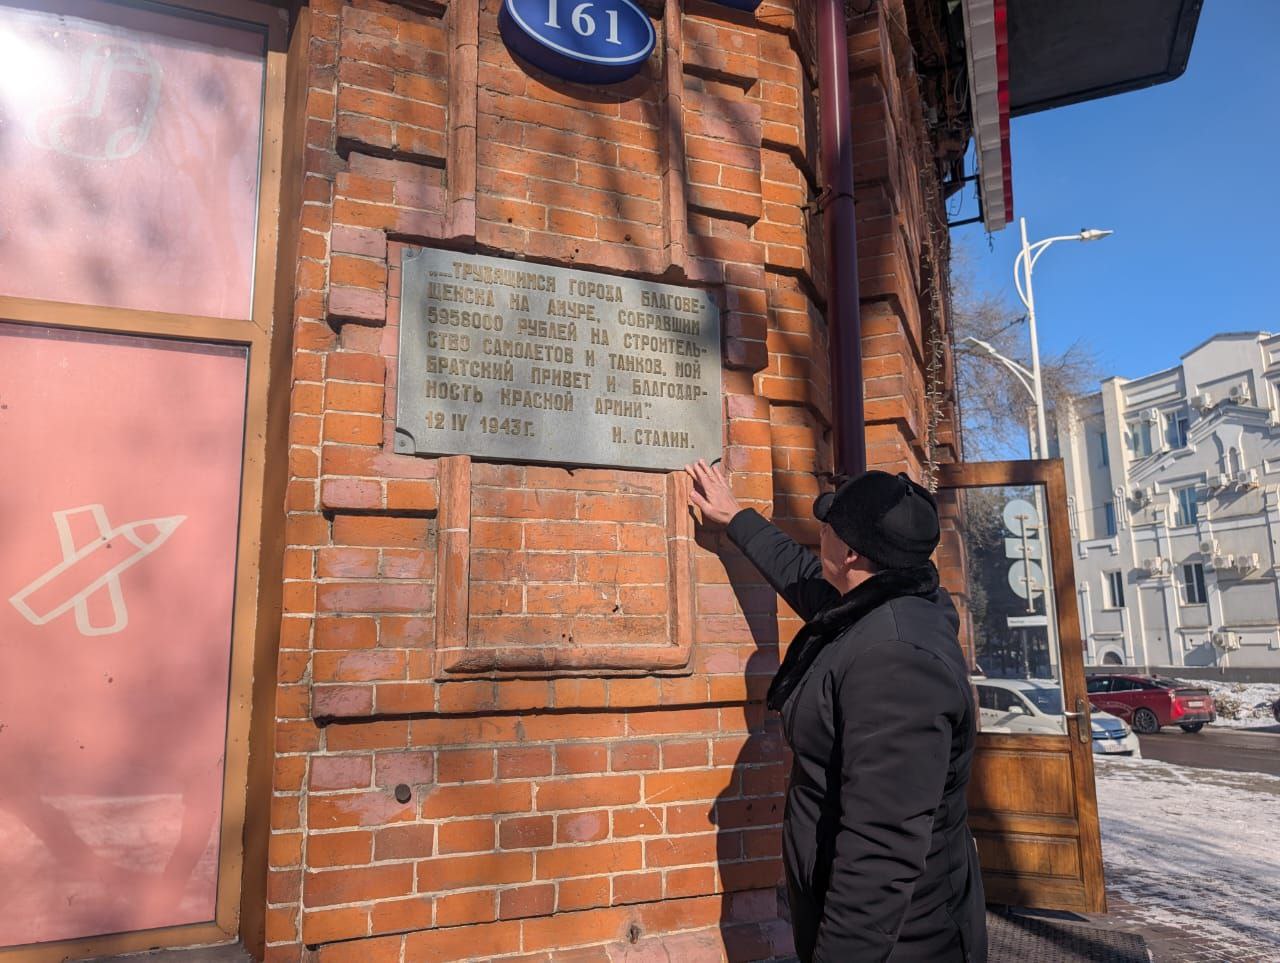 161
„...ТРУДЯЩИМСЯ ГОРОДА БЛАГОВЕ-
ЩЕНСКА НА АМУРЕ, СОБРАВШИМ
5956000 РУБЛЕЙ НА СТРОИТЕЛЬ-
СТВО САМОЛЕТОВ И ТАНКОВ, МОЙ
БРАТСКИЙ ПРИВЕТ И БЛАГОДАР-
НОСТЬ КРАСНОЙ АРМИИ".
12 IV 1943 Г. И. СТАЛИН.